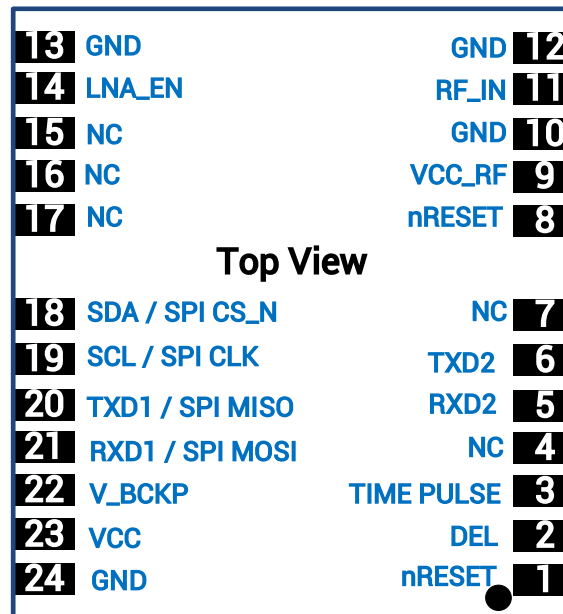 13 GND GND 12
14 LNA_EN RF_IN 11
15 NC GND 10
16 NC VCC_RF 9
17 NC nRESET 8
Top View
18 SDA / SPI CS_N NC 7
19 SCL / SPI CLK TXD2 6
20 TXD1 / SPI MISO RXD2 5
21 RXD1 / SPI MOSI NC 4
22 V_BCKP TIME PULSE 3
23 VCC DEL 2
24 GND nRESET 1